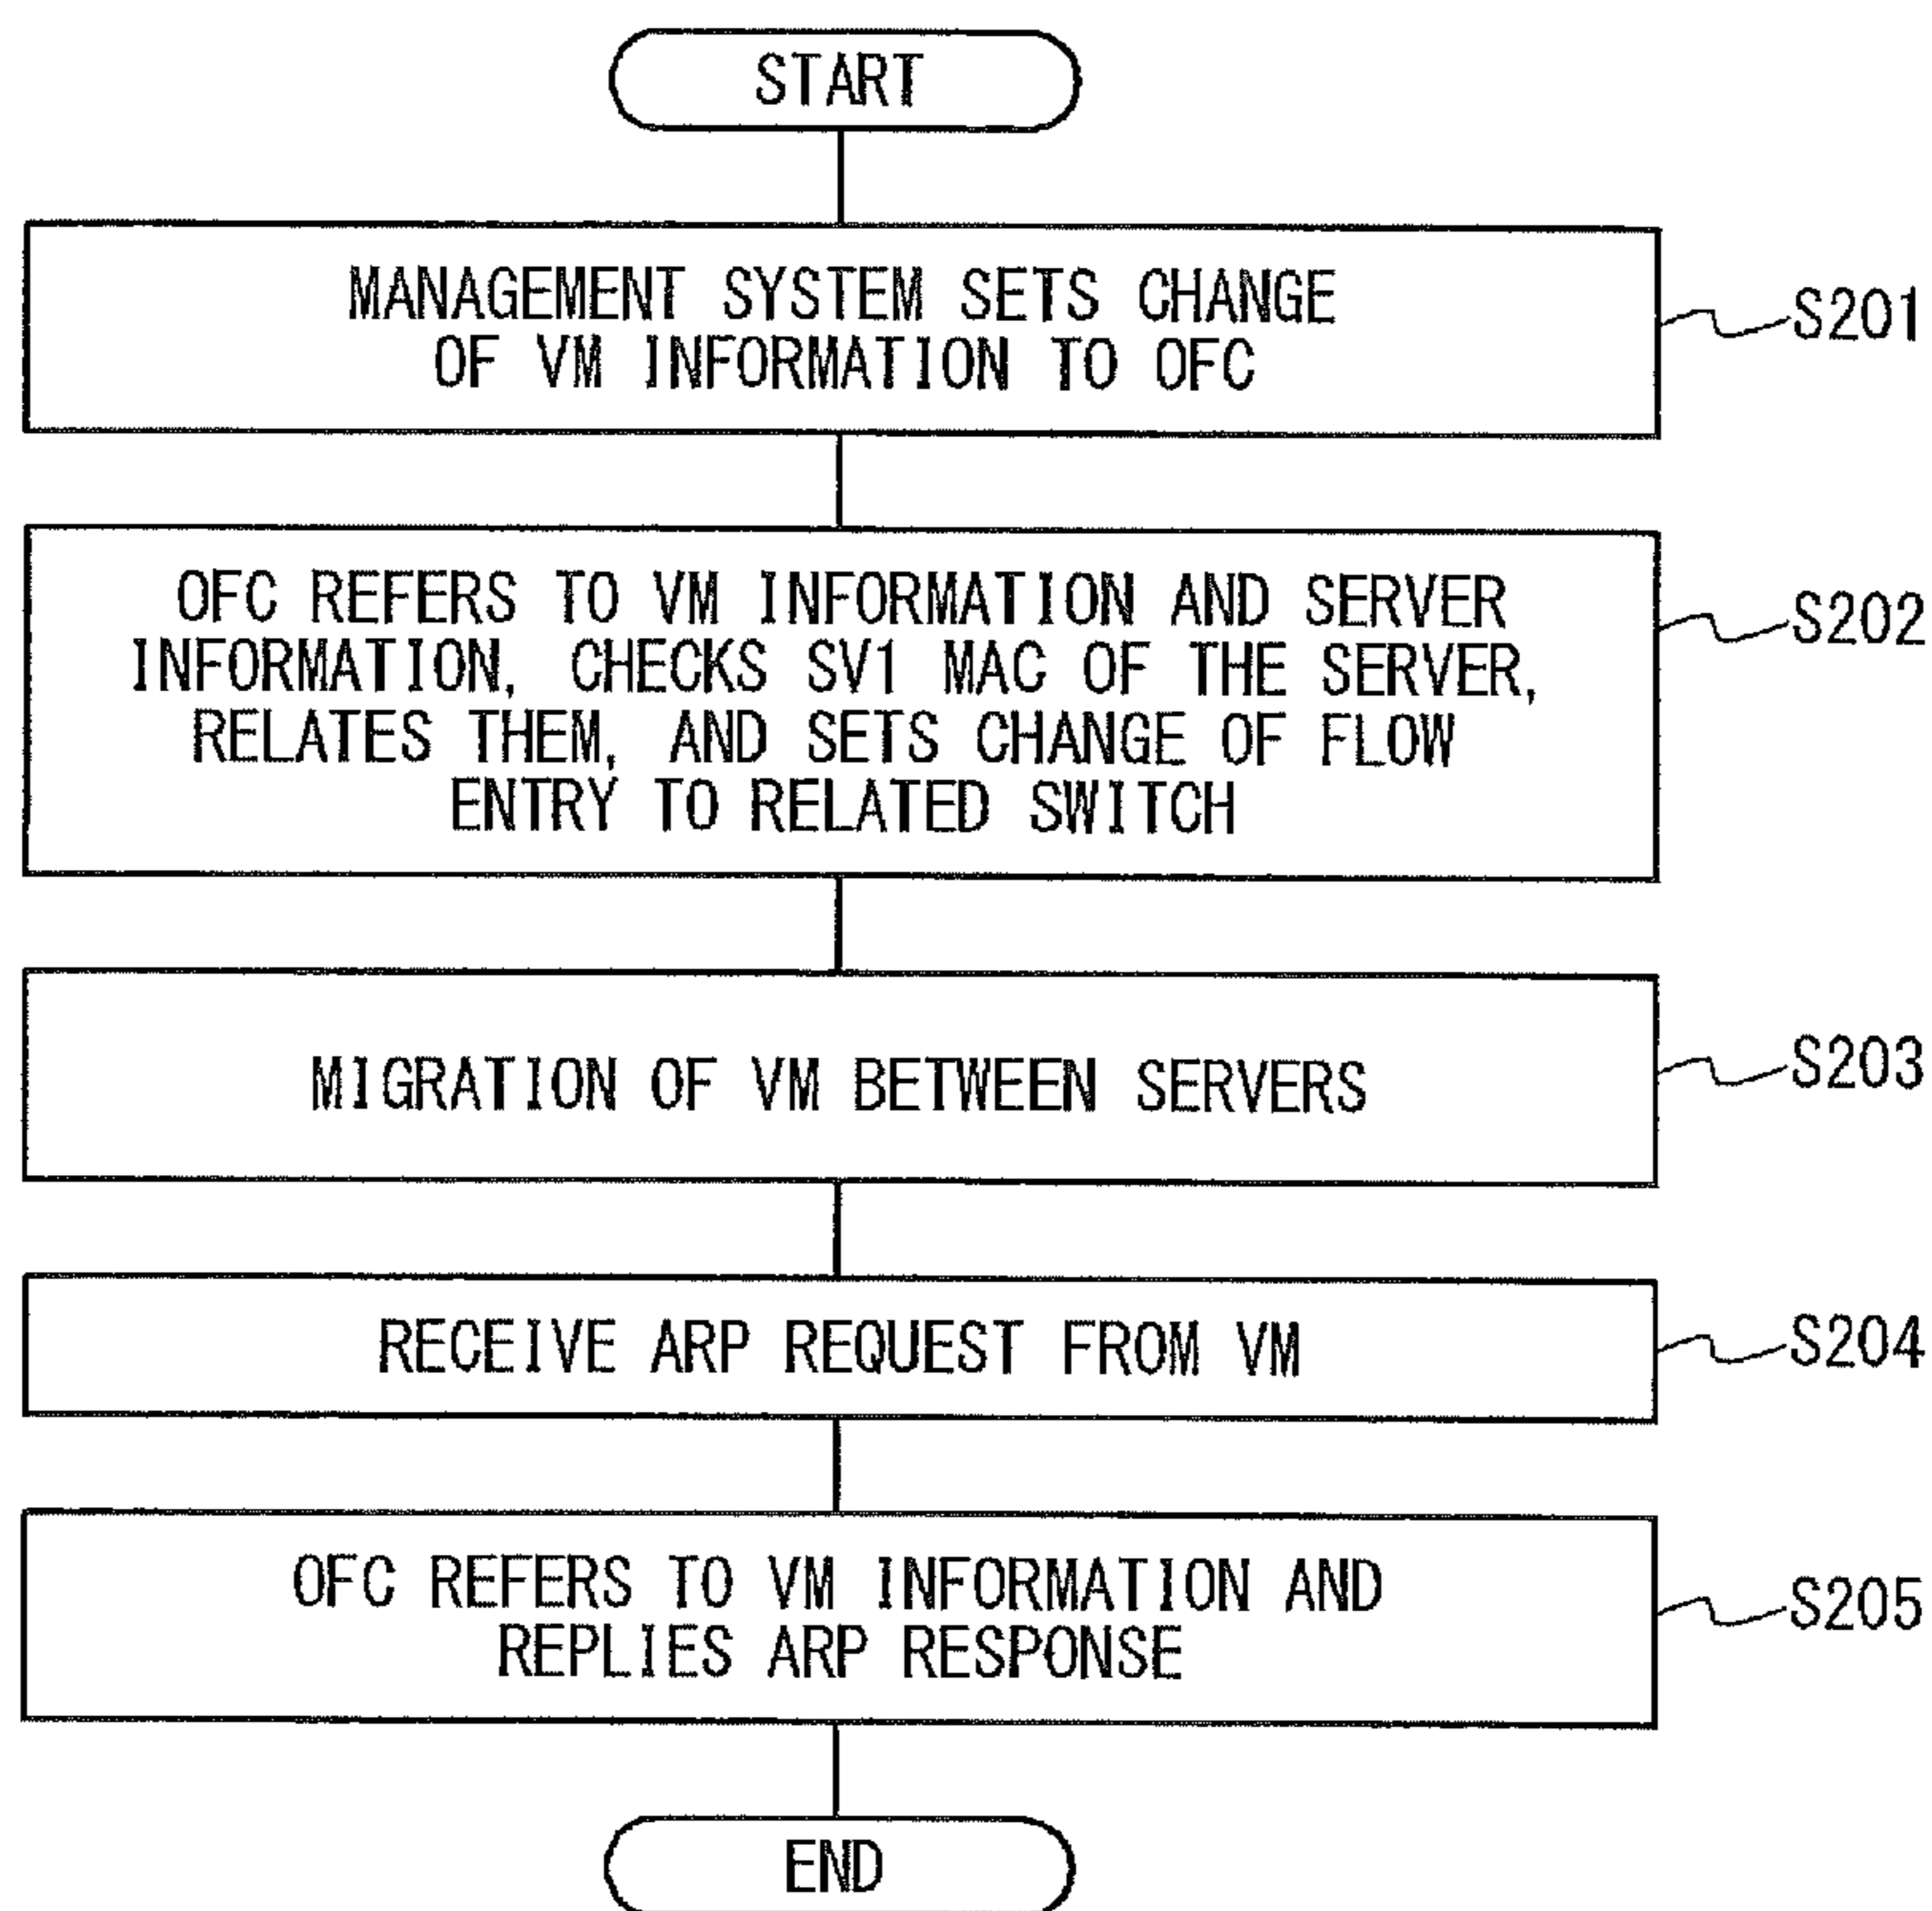 START
MANAGEMENT SYSTEM SETS CHANGE
OF VM INFORMATION TO OFC
S201
OFC REFERS TO VM INFORMATION AND SERVER
INFORMATION, CHECKS SV1 MAC OF THE SERVER,
RELATES THEM, AND SETS CHANGE OF FLOW
ENTRY TO RELATED SWITCH
S202
MIGRATION OF VM BETWEEN SERVERS
S203
RECEIVE ARP REQUEST FROM VM
S204
OFC REFERS TO VM INFORMATION AND
REPLIES ARP RESPONSE
S205
END